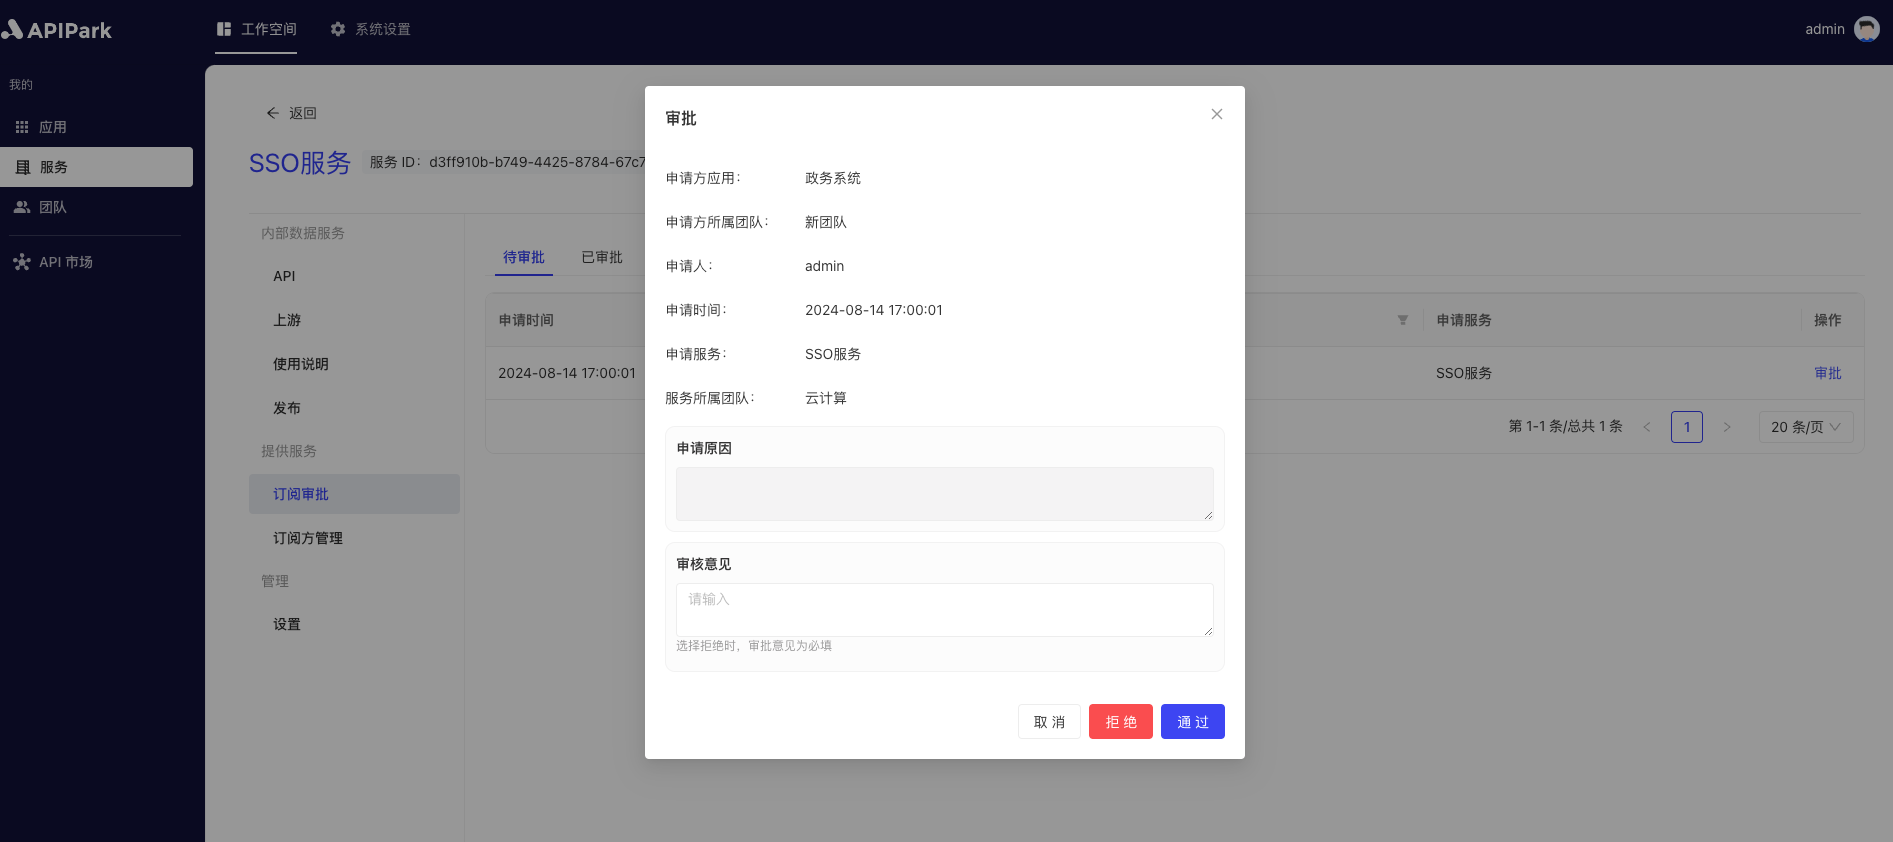 APIPark
工作空间
系统设置
admin
我的
应用
服务
团队
API 市场
返回
SSO服务
服务 ID：d3ff910b-b749-4425-8784-67c7
内部数据服务
API
上游
使用说明
发布
提供服务
订阅审批
订阅方管理
管理
设置
待审批
已审批
申请时间
申请服务
操作
2024-08-14 17:00:01
SSO服务
审批
第 1-1 条/总共 1 条
1
20 条/页
审批
申请方应用：
政务系统
申请方所属团队：
新团队
申请人：
admin
申请时间：
2024-08-14 17:00:01
申请服务：
SSO服务
服务所属团队：
云计算
申请原因
审核意见
请输入
选择拒绝时，审批意见为必填
取 消
拒 绝
通 过